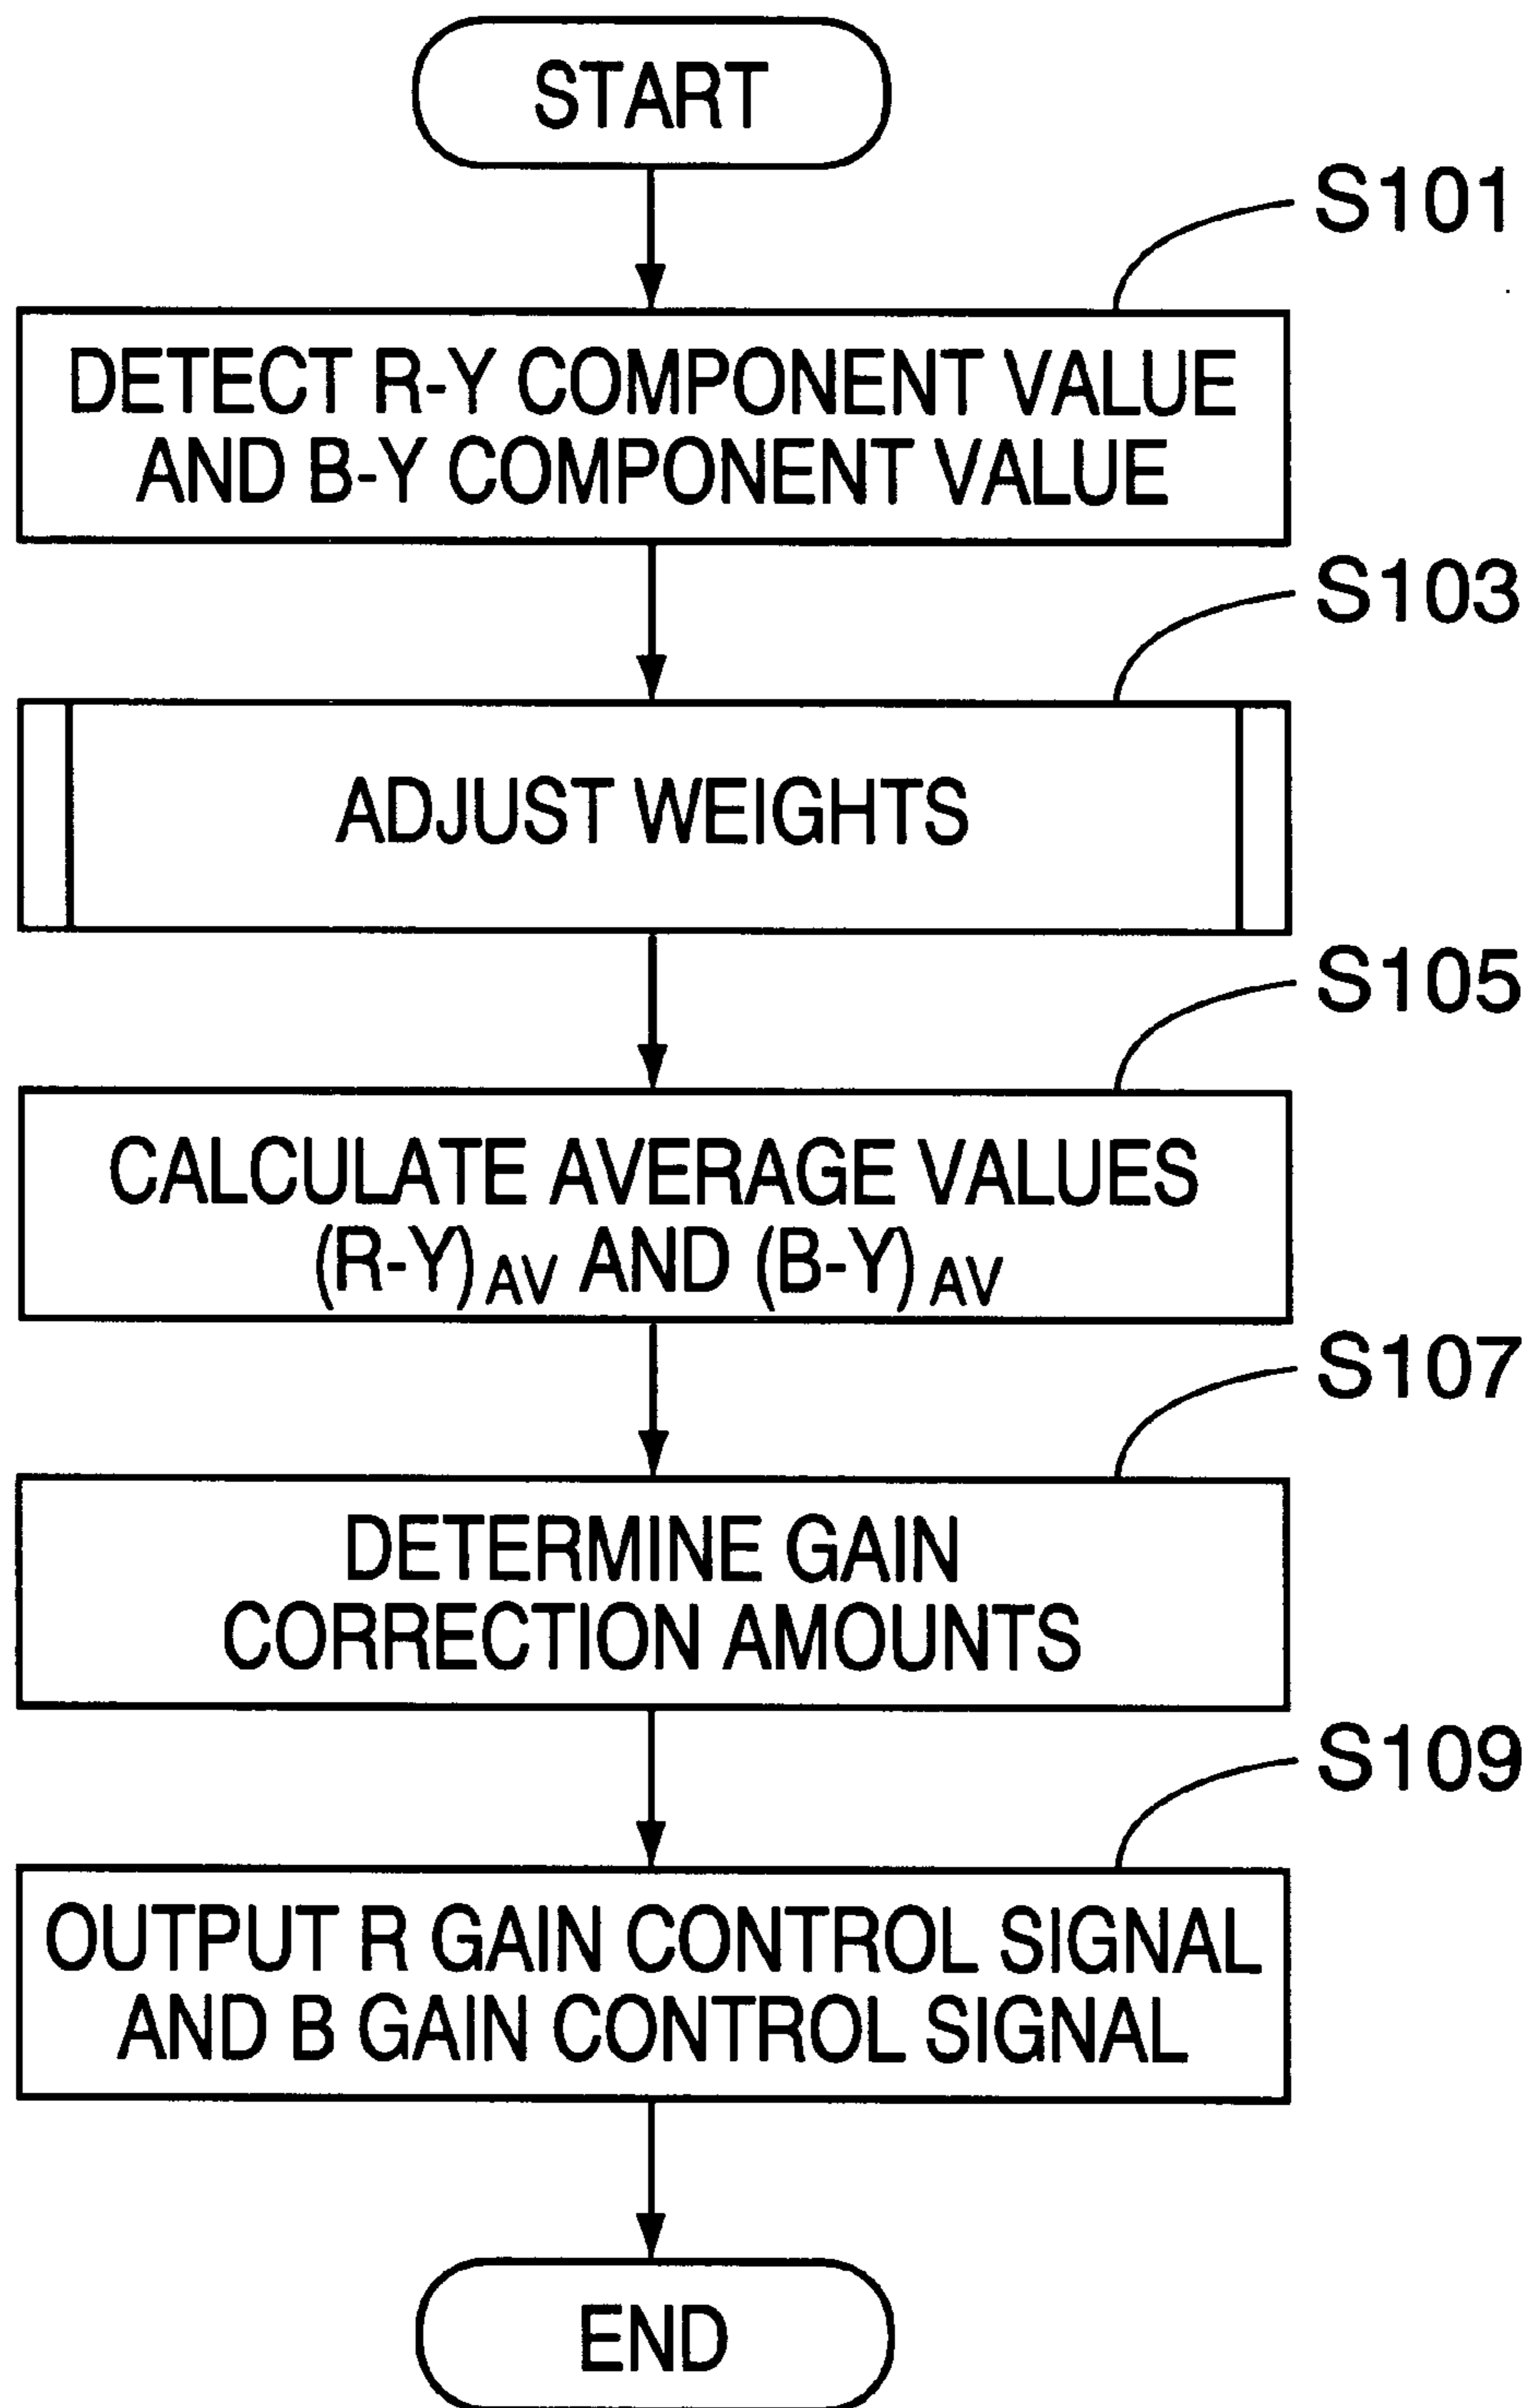 START
S101
DETECT R-Y COMPONENT VALUE
AND B-Y COMPONENT VALUE
S103
ADJUST WEIGHTS
S105
CALCULATE AVERAGE VALUES
(R-Y)AV AND (B-Y)AV
S107
DETERMINE GAIN
CORRECTION AMOUNTS
S109
OUTPUT R GAIN CONTROL SIGNAL
AND B GAIN CONTROL SIGNAL
END